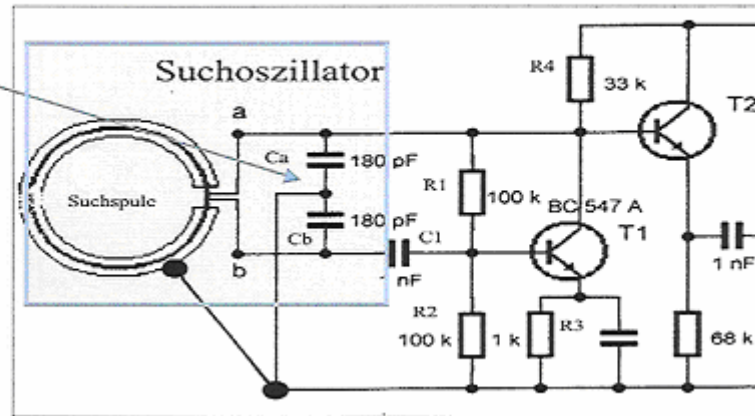 Suchoszillator
R4
33 k
T2
a
Ca
180 pF
Suchspule
R1
100 k
BC 547 A
Cb
180 pF
C1
T1
b
nF
1 nF
R2
100 k
1 k
R3
68 k